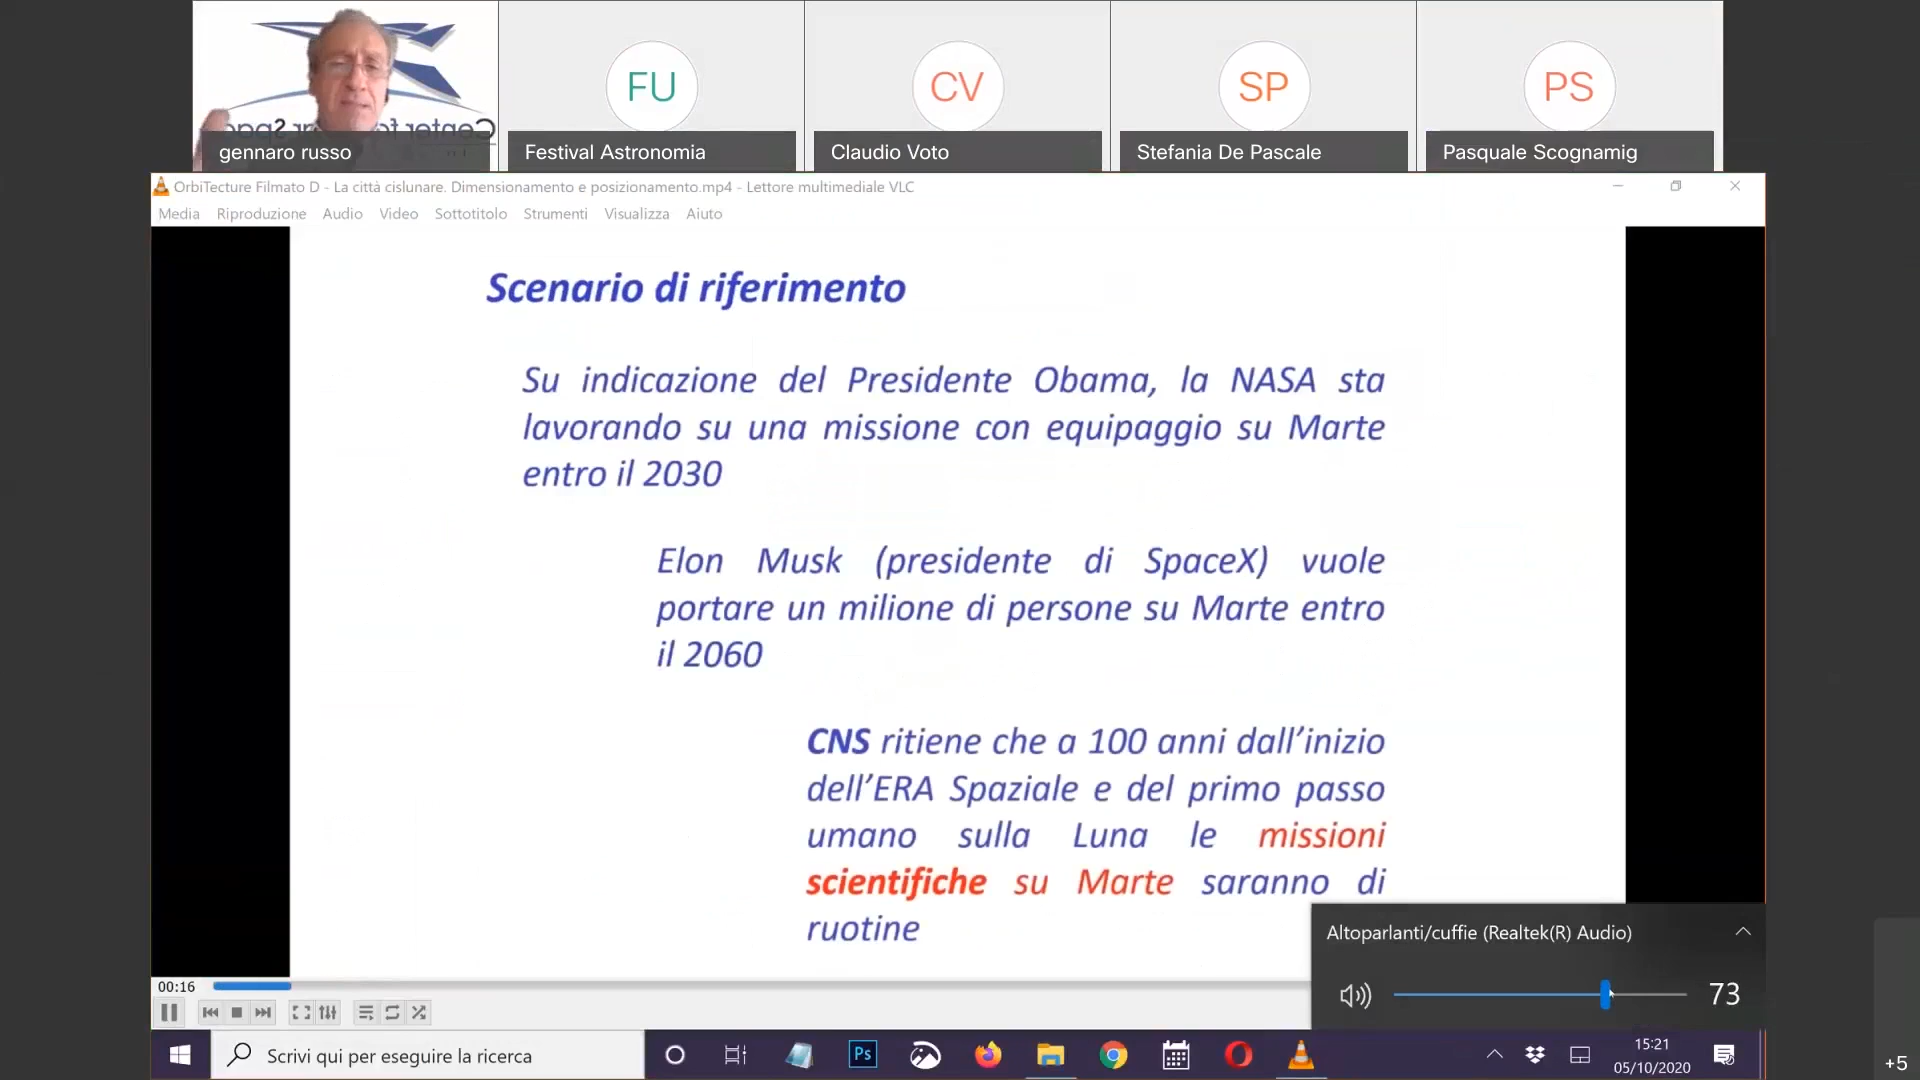 FU
CV
SP
PS
gennaro russo
Festival Astronomia
Claudio Voto
Stefania De Pascale
Pasquale Scognamig
OrbiTecture Filmato D - La città cislunare. Dimensionamento e posizionamento.mp4 - Lettore multimediale VLC
Media Riproduzione Audio Video Sottotitolo Strumenti Visualizza Aiuto
Scenario di riferimento
Su indicazione del Presidente Obama, la NASA sta
lavorando su una missione con equipaggio su Marte
entro il 2030
Elon Musk (presidente di SpaceX) vuole
portare un milione di persone su Marte entro
il 2060
CNS ritiene che a 100 anni dall’inizio
dell’ERA Spaziale e del primo passo
umano sulla Luna le missioni
scientifiche su Marte saranno di
ruotine
Altoparlanti/cuffie (Realtek(R) Audio)
73
00:16
Scrivi qui per eseguire la ricerca
Ps
15:21
05/10/2020
+5